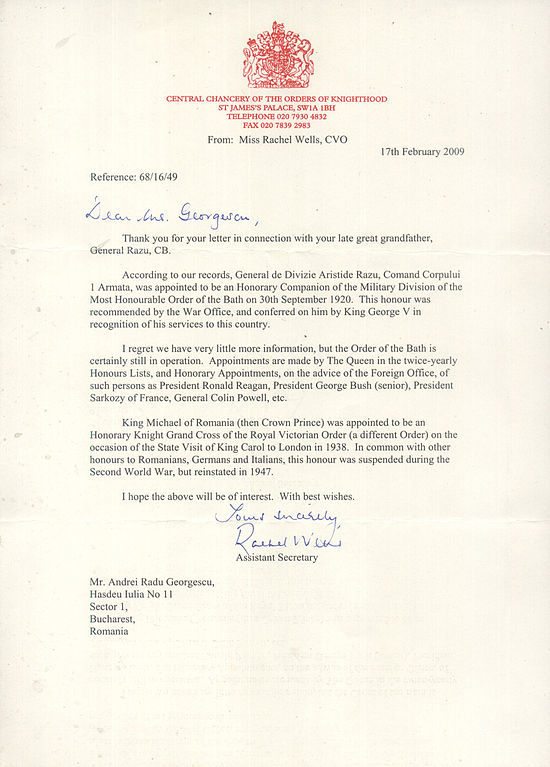 CENTRAL CHANCERY OF THE ORDERS OF KNIGHTHOOD
ST JAMES'S PALACE, SW1A 1BH
TELEPHONE 020 7930 4832
FAX 020 7839 2983
From: Miss Rachel Wells, CVO
17th February 2009
Reference: 68/16/49
Dear Mr. Georgescu,
Thank you for your letter in connection with your late great grandfather,
General Razu, CB.
According to our records, General de Divizie Aristide Razu, Comand Corpului
1 Armata, was appointed to be an Honorary Companion of the Military Division of the
Most Honourable Order of the Bath on 30th September 1920. This honour was
recommended by the War Office, and conferred on him by King George V in
recognition of his services to this country.
I regret we have very little more information, but the Order of the Bath is
certainly still in operation. Appointments are made by The Queen in the twice-yearly
Honours Lists, and Honorary Appointments, on the advice of the Foreign Office, of
such persons as President Ronald Reagan, President George Bush (senior), President
Sarkozy of France, General Colin Powell, etc.
King Michael of Romania (then Crown Prince) was appointed to be an
Honorary Knight Grand Cross of the Royal Victorian Order (a different Order) on the
occasion of the State Visit of King Carol to London in 1938. In common with other
honours to Romanians, Germans and Italians, this honour was suspended during the
Second World War, but reinstated in 1947.
I hope the above will be of interest. With best wishes.
Yours sincerely,
Rachel Wells
Assistant Secretary
Mr. Andrei Radu Georgescu,
Hasdeu Iulia No 11
Sector 1,
Bucharest,
Romania